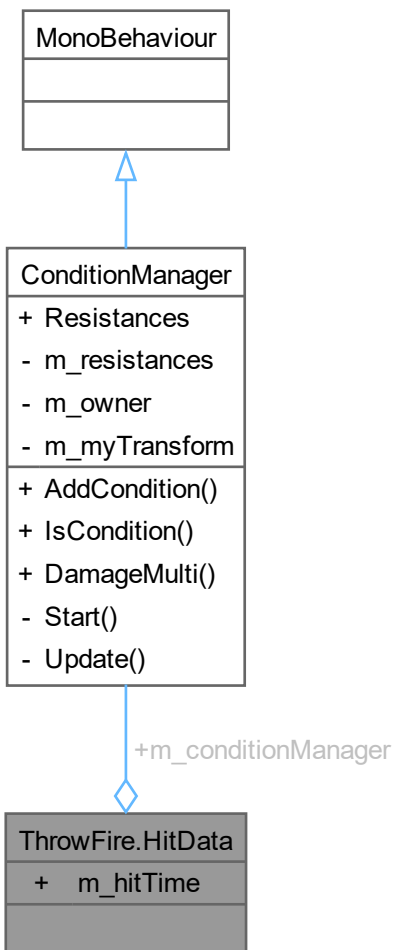 MonoBehaviour
ConditionManager
+ Resistances
- m_resistances
- m_owner
- m_myTransform
+ AddCondition()
+ IsCondition()
+ DamageMulti()
- Start()
- Update()
+m_conditionManager
ThrowFire.HitData
+ m_hitTime